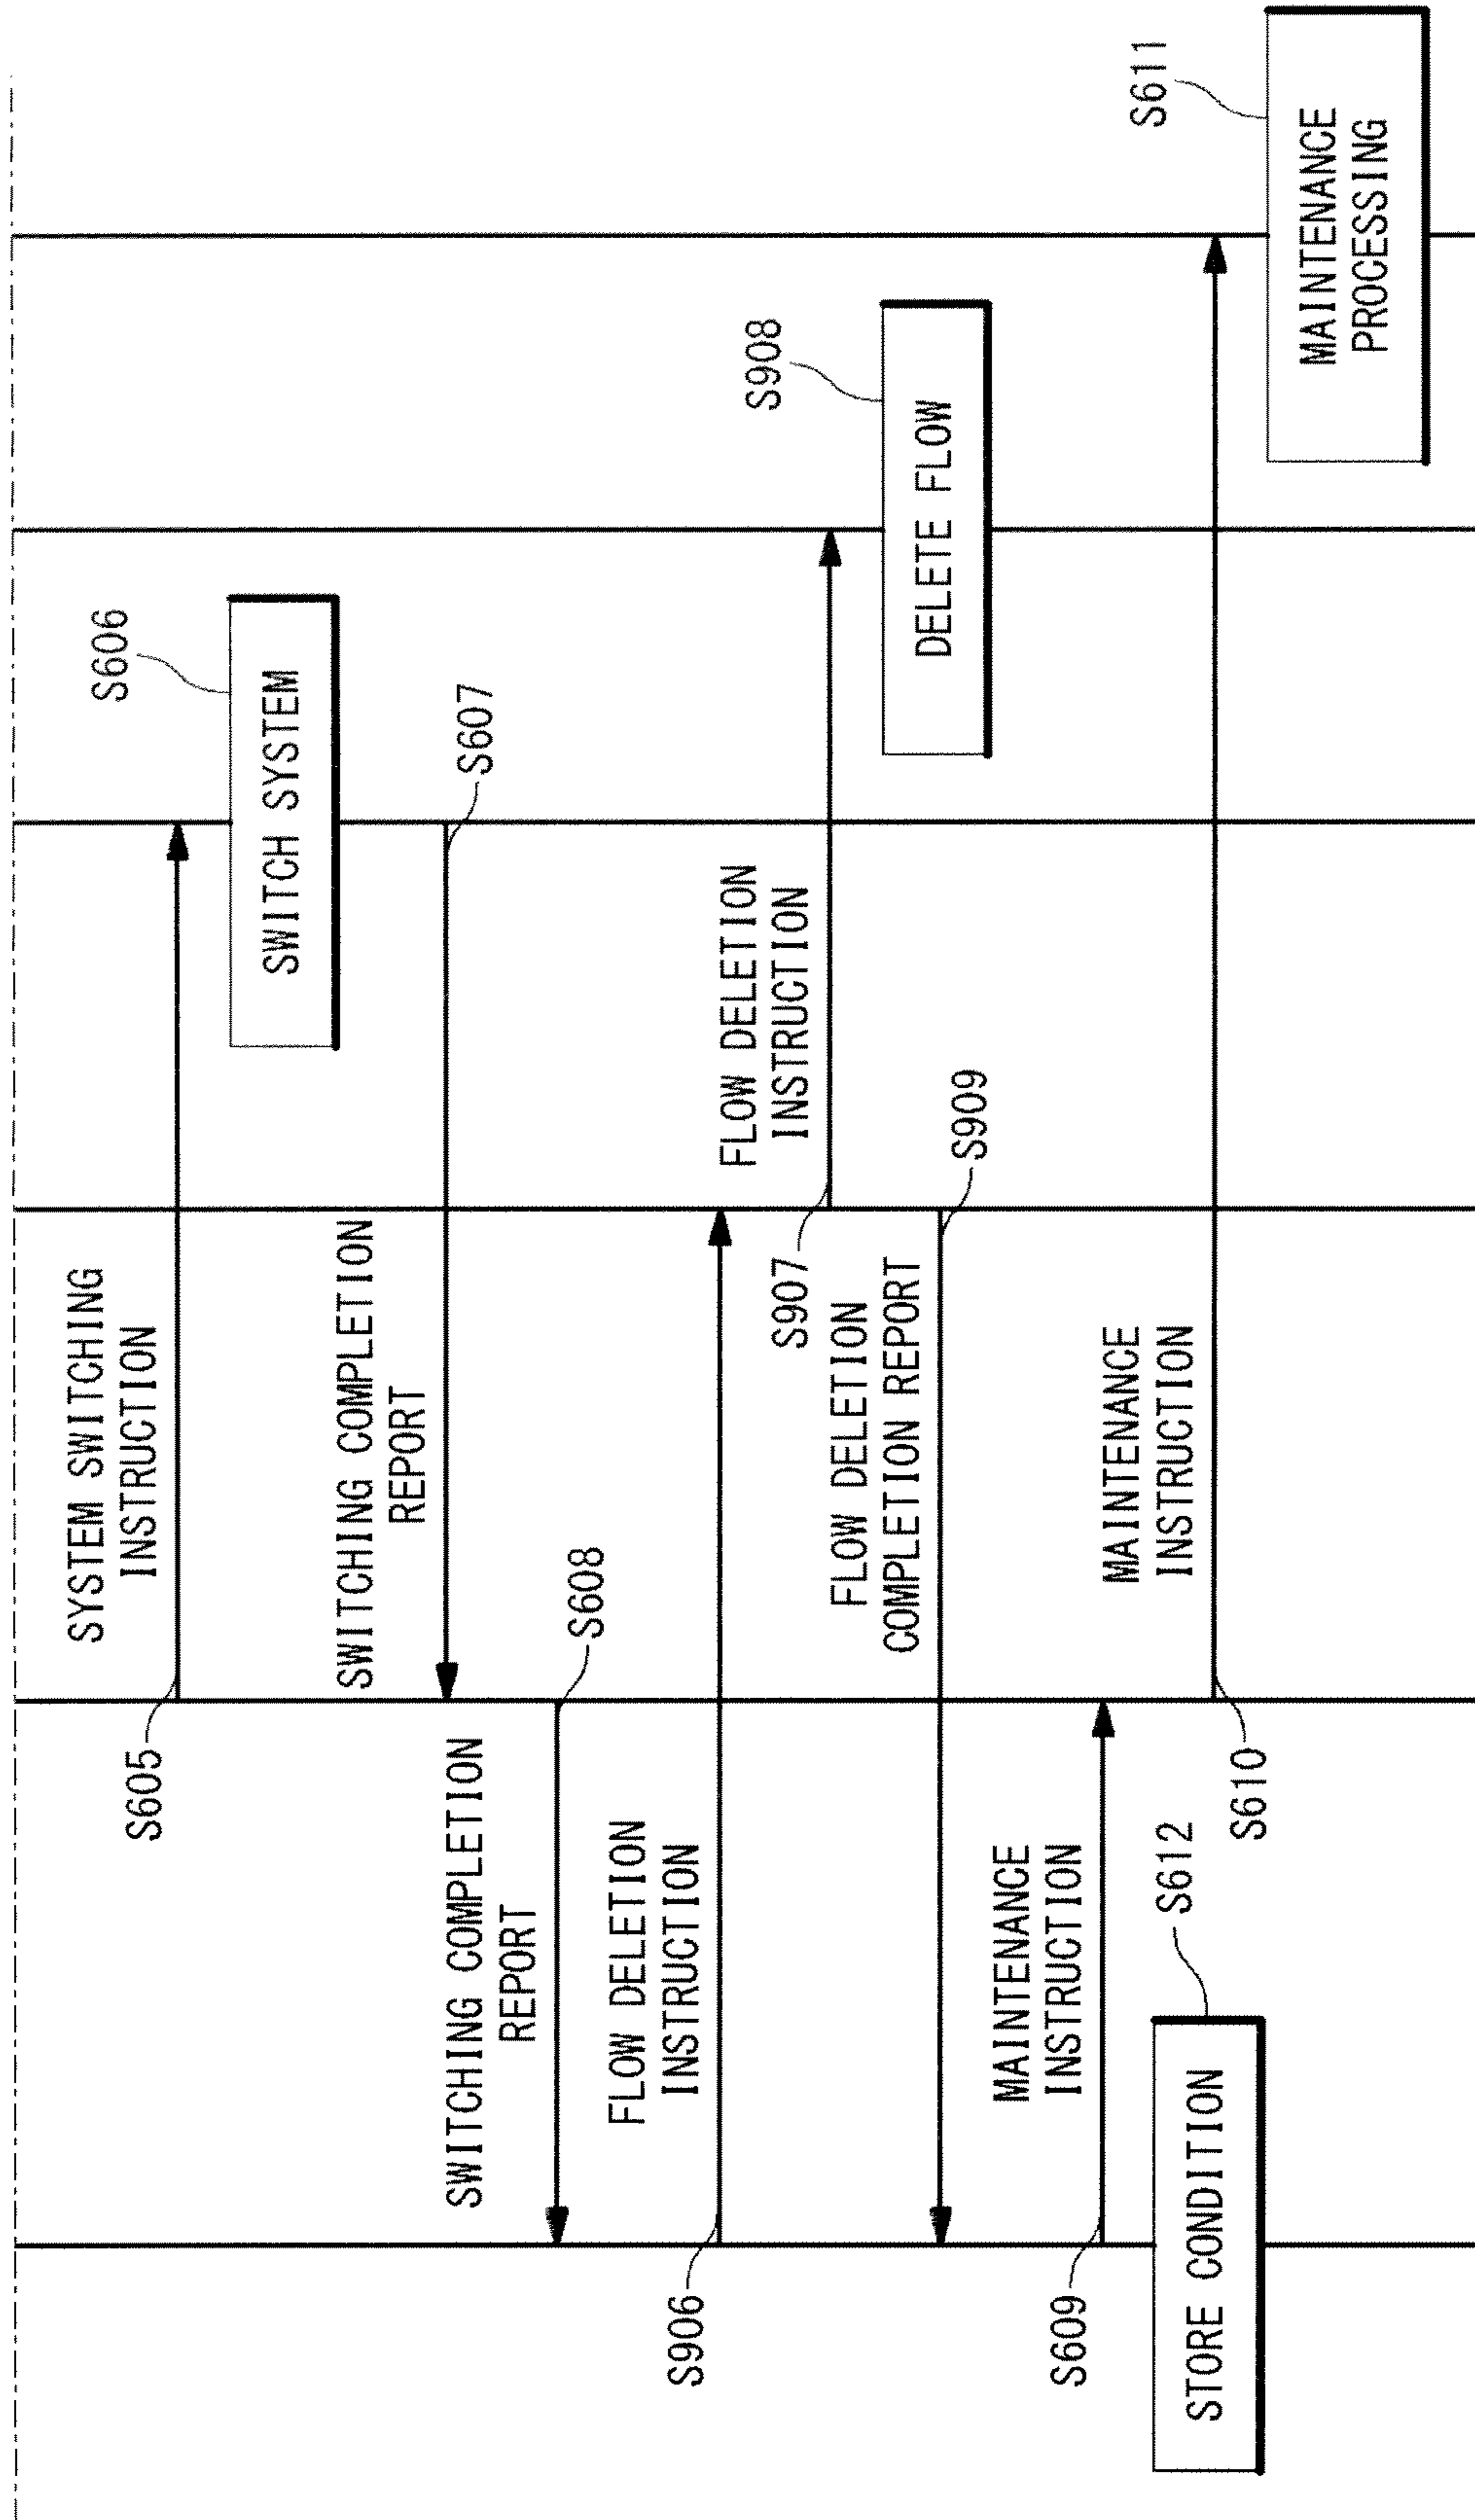 S605
SYSTEM SWITCHING
INSTRUCTION
S606
SWITCH SYSTEM
SWITCHING COMPLETION
REPORT
S607
SWITCHING COMPLETION
REPORT
S608
S906
FLOW DELETION
INSTRUCTION
S907
FLOW DELETION
INSTRUCTION
S908
DELETE FLOW
FLOW DELETION
COMPLETION REPORT
S909
S609
MAINTENANCE
INSTRUCTION
S610
MAINTENANCE
INSTRUCTION
S611
MAINTENANCE
PROCESSING
S612
STORE CONDITION